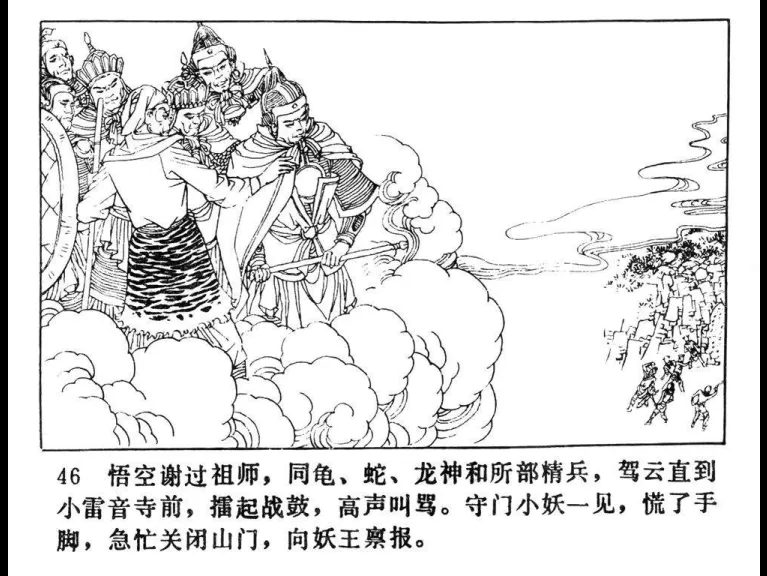 46 悟空谢过祖师，同龟、蛇、龙神和所部精兵，驾云直到
小雷音寺前，擂起战鼓，高声叫骂。守门小妖一见，慌了手
脚，急忙关闭山门，向妖王禀报。